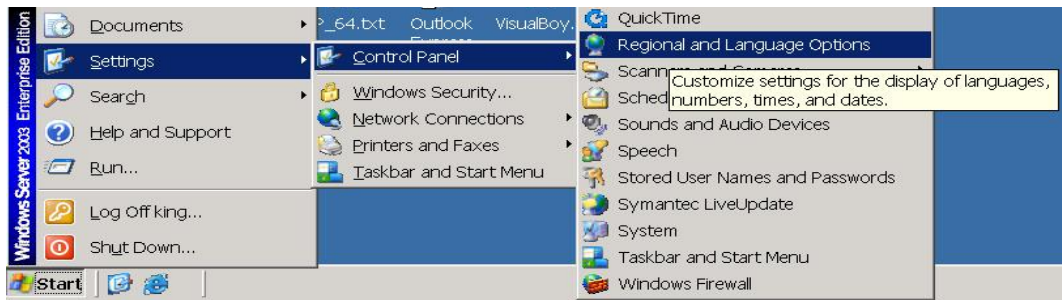 Windows Server 2003 Enterprise Edition
Documents
Settings
Search
Help and Support
Run...
Log Off king...
Shut Down...
Start
_64.txt
Outlook
VisualBoy.
Control Panel
Windows Security...
Network Connections
Printers and Faxes
Taskbar and Start Menu
QuickTime
Regional and Language Options
Customize settings for the display of languages,
numbers, times, and dates.
Sched
Sounds and Audio Devices
Speech
Stored User Names and Passwords
Symantec LiveUpdate
System
Taskbar and Start Menu
Windows Firewall